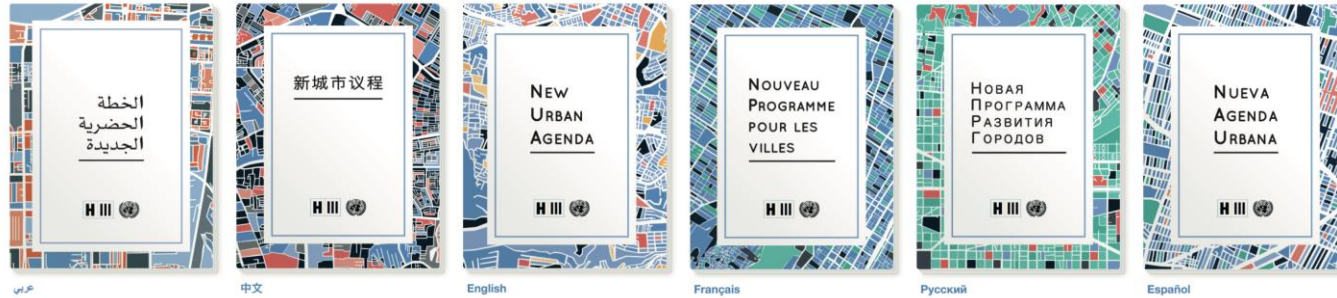 الخطة
الحضرية
الجديدة
H III
عربي
新城市议程
H III
中文
NEW
URBAN
AGENDA
H III
English
NOUVEAU
PROGRAMME
POUR LES
VILLES
H III
Français
НОВАЯ
ПРОГРАММА
РАЗВИТИЯ
ГОРОДОВ
H III
Русский
NUEVA
AGENDA
URBANA
H III
Español